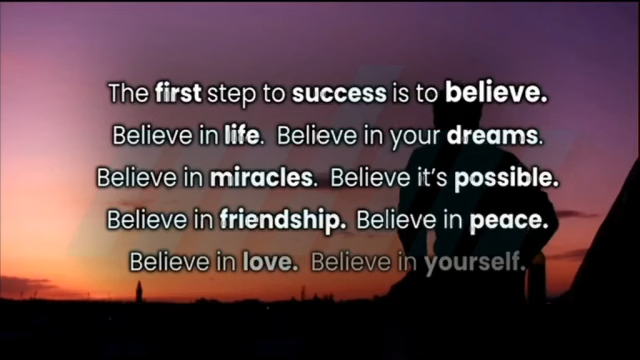 The first step to success is to believe.
Believe in life. Believe in your dreams.
Believe in miracles. Believe it's possible.
Believe in friendship. Believe in peace.
Believe in love. Believe in yourself.